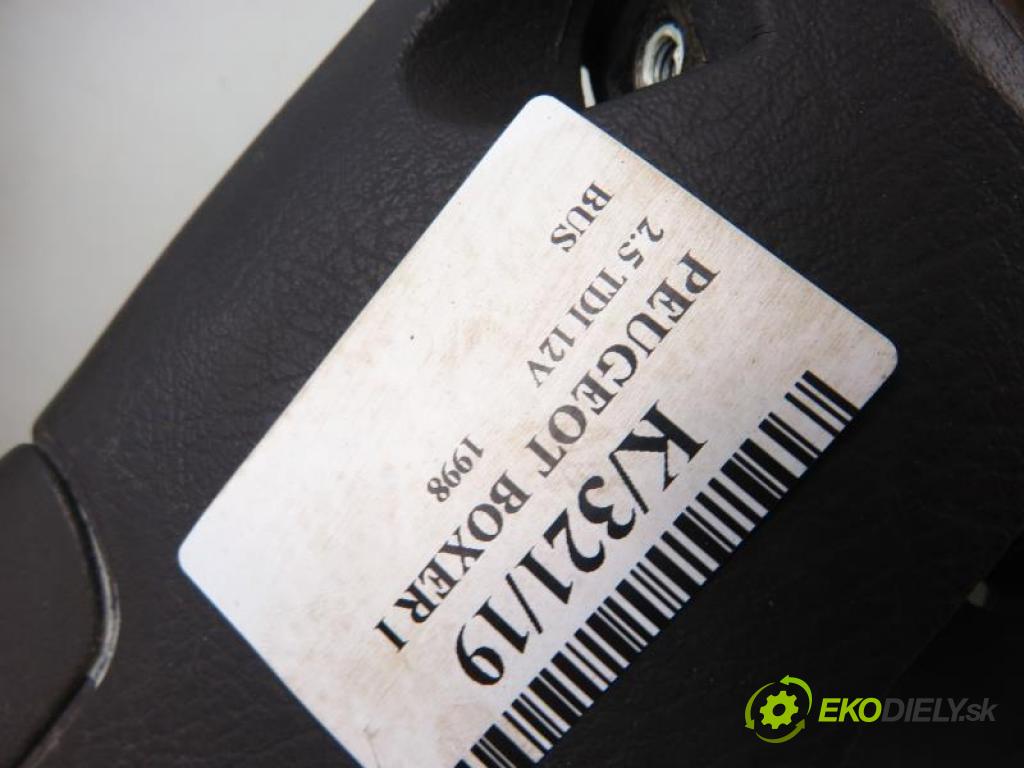 K/321/19
PEUGEOT BOXER I
2.5 TDI 12V 1998
BUS
EKODIELY.sk